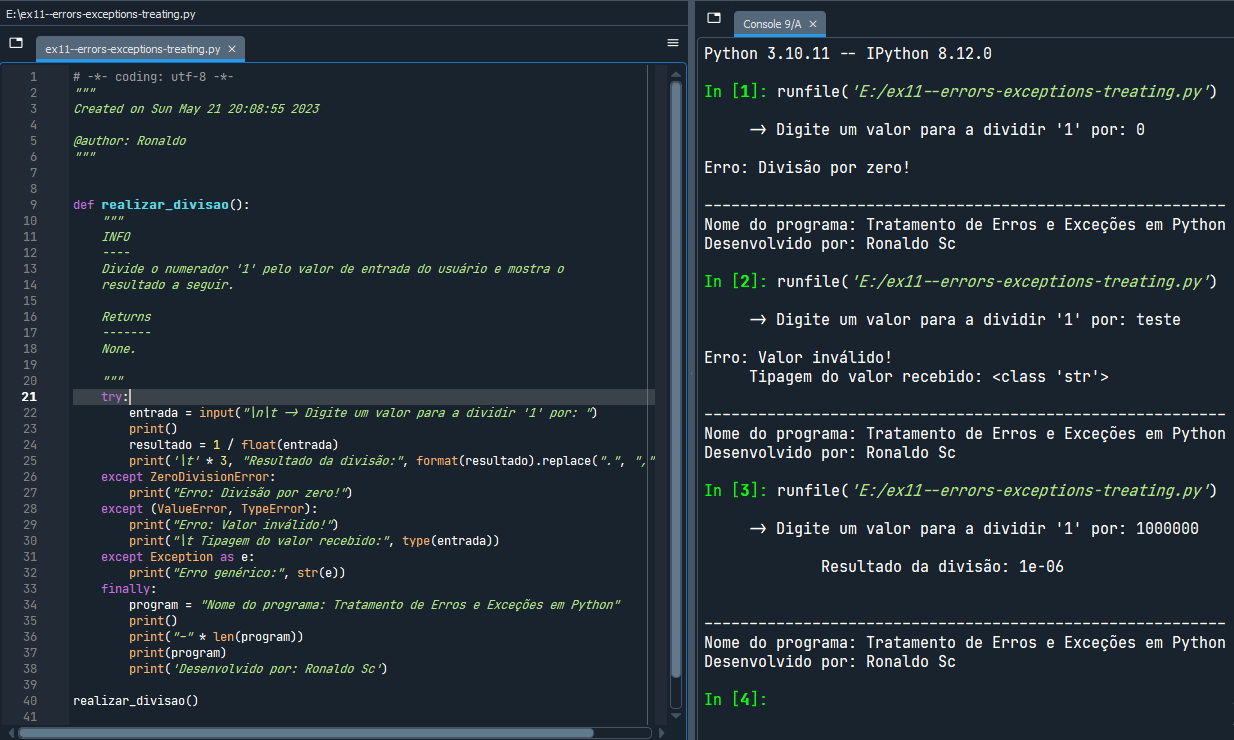 E:\ex11--errors-exceptions-treating.py
ex11--errors-exceptions-treating.py ×
1 # -*- coding: utf-8 -*-
2 """
3 Created on Sun May 21 20:08:55 2023
4
5 @author: Ronaldo
6 """
7
8
9 def realizar_divisao():
10 """
11 INFO
12 ----
13 Divide o numerador '1' pelo valor de entrada do usuário e mostra o
14 resultado a seguir.
15
16 Returns
17 -------
18 None.
19
20 """
21 try:
22 entrada = input("\n\t -> Digite um valor para a dividir '1' por: ")
23 print()
24 resultado = 1 / float(entrada)
25 print('\t' * 3, "Resultado da divisão:", format(resultado).replace(".", ","
26 except ZeroDivisionError:
27 print("Erro: Divisão por zero!")
28 except (ValueError, TypeError):
29 print("Erro: Valor inválido!")
30 print("\t Tipagem do valor recebido:", type(entrada))
31 except Exception as e:
32 print("Erro genérico:", str(e))
33 finally:
34 program = "Nome do programa: Tratamento de Erros e Exceções em Python"
35 print()
36 print("-" * len(program))
37 print(program)
38 print('Desenvolvido por: Ronaldo Sc')
39
40 realizar_divisao()
41
Console 9/A ×
Python 3.10.11 -- IPython 8.12.0
In [1]: runfile('E:/ex11--errors-exceptions-treating.py')
-> Digite um valor para a dividir '1' por: 0
Erro: Divisão por zero!
----------------------------------------------------------
Nome do programa: Tratamento de Erros e Exceções em Python
Desenvolvido por: Ronaldo Sc
In [2]: runfile('E:/ex11--errors-exceptions-treating.py')
-> Digite um valor para a dividir '1' por: teste
Erro: Valor inválido!
Tipagem do valor recebido: <class 'str'>
----------------------------------------------------------
Nome do programa: Tratamento de Erros e Exceções em Python
Desenvolvido por: Ronaldo Sc
In [3]: runfile('E:/ex11--errors-exceptions-treating.py')
-> Digite um valor para a dividir '1' por: 1000000
Resultado da divisão: 1e-06
----------------------------------------------------------
Nome do programa: Tratamento de Erros e Exceções em Python
Desenvolvido por: Ronaldo Sc
In [4]: